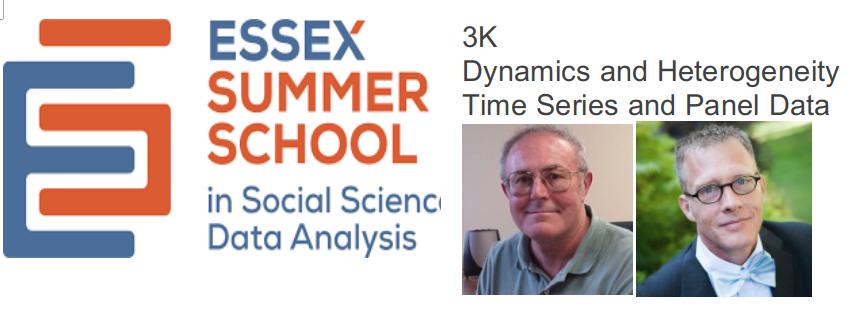 ESSEX
SUMMER
SCHOOL
in Social Science
Data Analysis
3K
Dynamics and Heterogeneity
Time Series and Panel Data